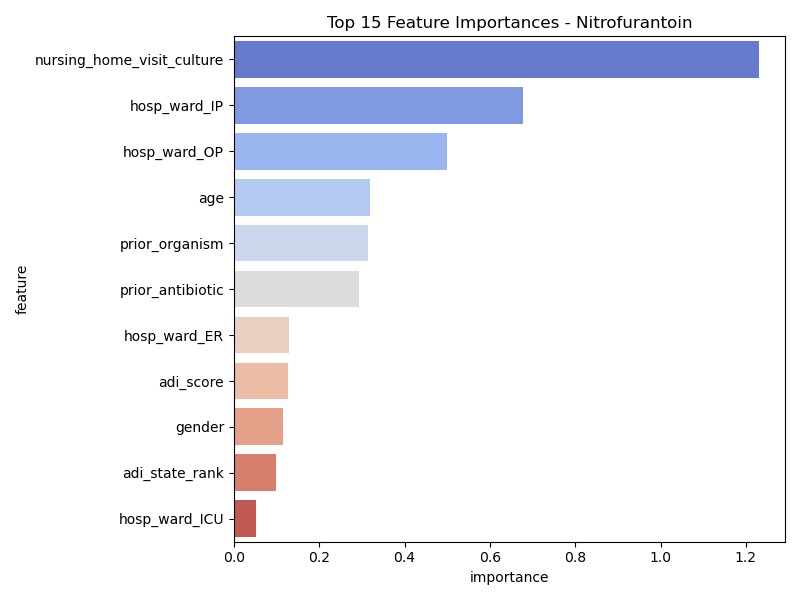 Top 15 Feature Importances - Nitrofurantoin
nursing_home_visit_culture
hosp_ward_IP
hosp_ward_OP
age
prior_organism
prior_antibiotic
hosp_ward_ER
adi_score
gender
adi_state_rank
hosp_ward_ICU
feature
0.0 0.2 0.4 0.6 0.8 1.0 1.2
importance